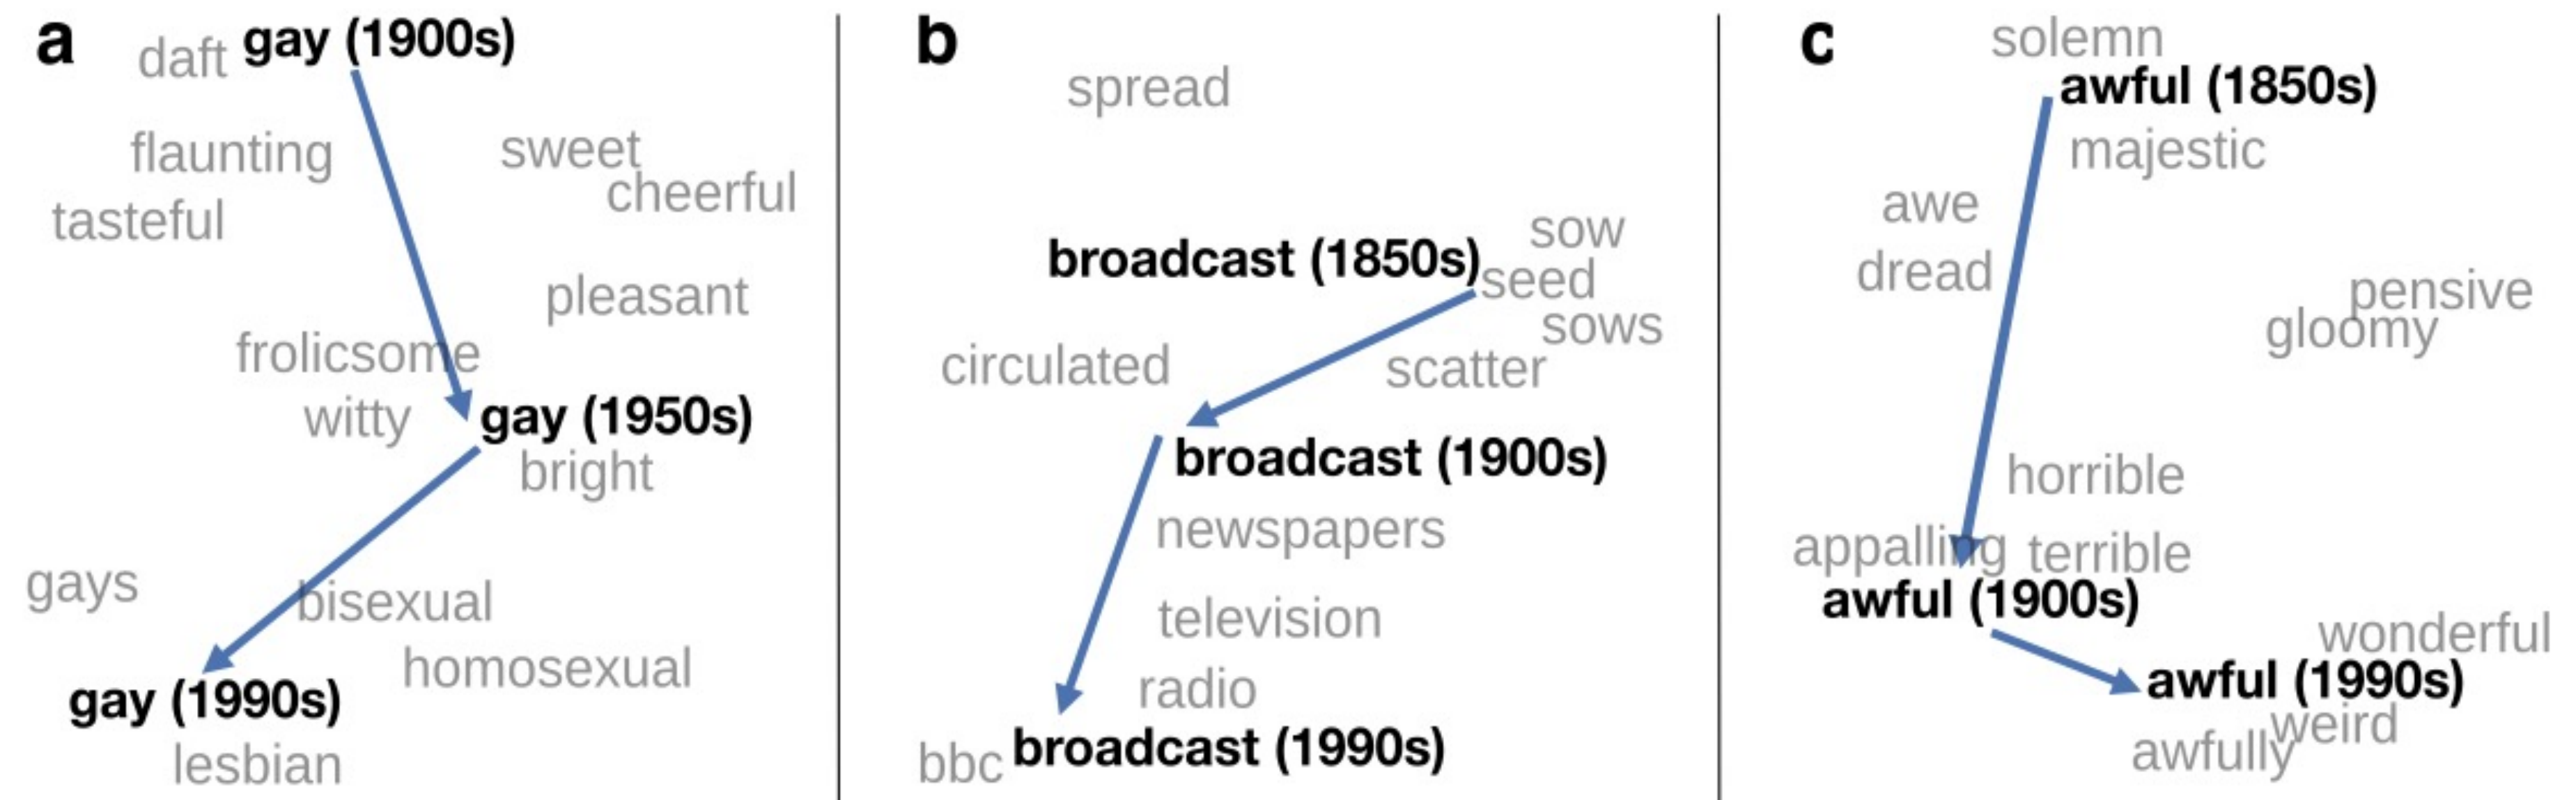 a
daft gay (1900s)
flaunting
sweet
cheerful
tasteful
pleasant
frolicsome
witty
gay (1950s)
bright
gays
bisexual
homosexual
gay (1990s)
lesbian
b
spread
sow
broadcast (1850s)
seed
sows
circulated
scatter
broadcast (1900s)
newspapers
television
radio
bbc broadcast (1990s)
c
solemn
awful (1850s)
majestic
awe
dread
pensive
gloomy
horrible
appalling terrible
awful (1900s)
wonderful
awful (1990s)
weird
awfully